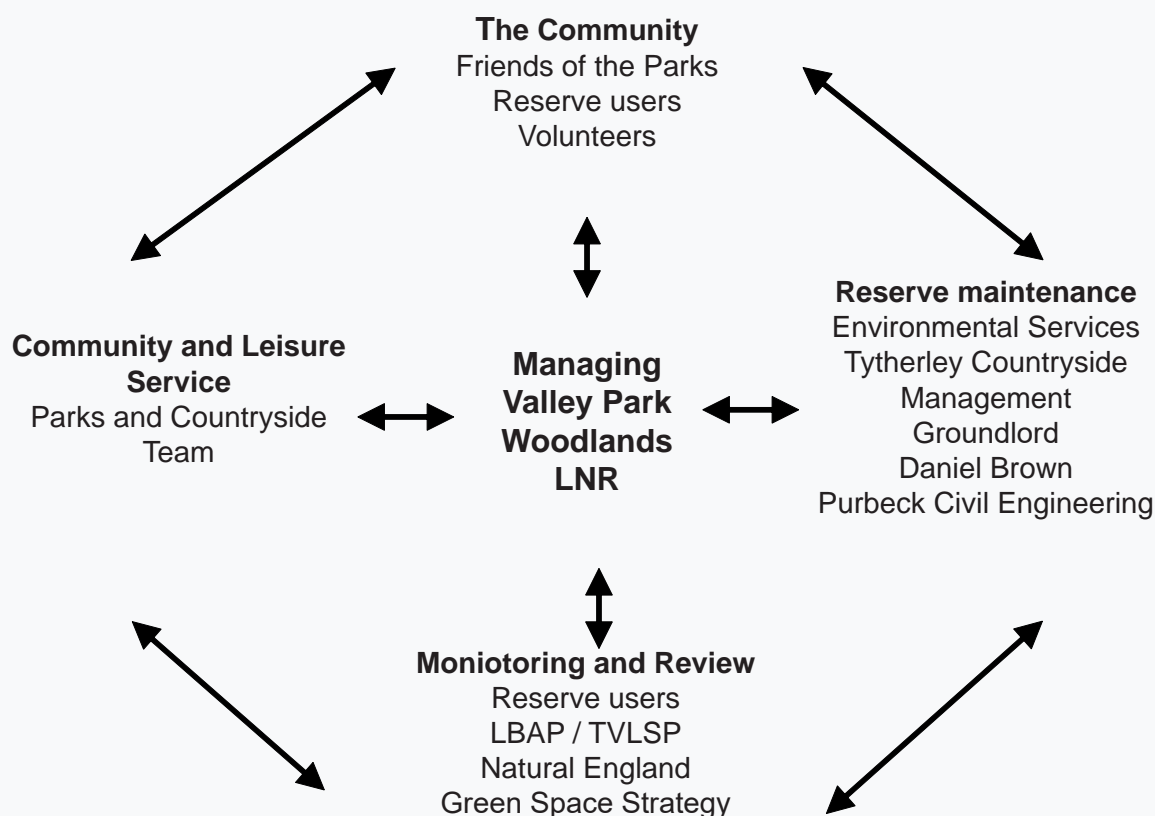 The Community
Friends of the Parks
Reserve users
Volunteers
Community and Leisure
Service
Parks and Countryside
Team
Managing
Valley Park
Woodlands
LNR
Reserve maintenance
Environmental Services
Tytherley Countryside
Management
Groundlord
Daniel Brown
Purbeck Civil Engineering
Moniotoring and Review
Reserve users
LBAP / TVLSP
Natural England
Green Space Strategy